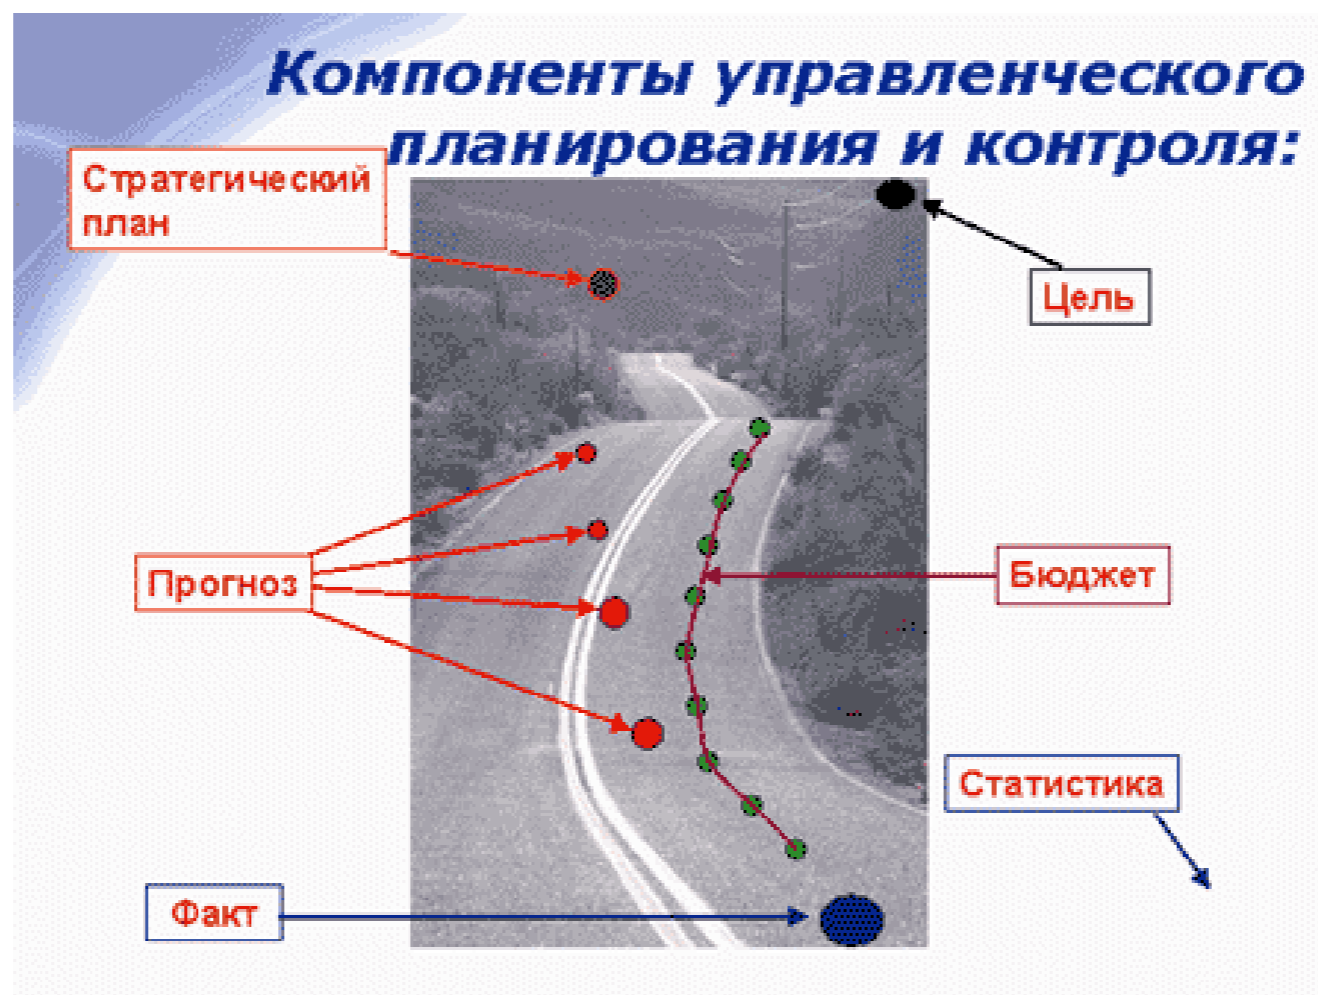 Компоненты управленческого
планирования и контроля:
Стратегический
план
Цель
Прогноз
Бюджет
Статистика
Факт